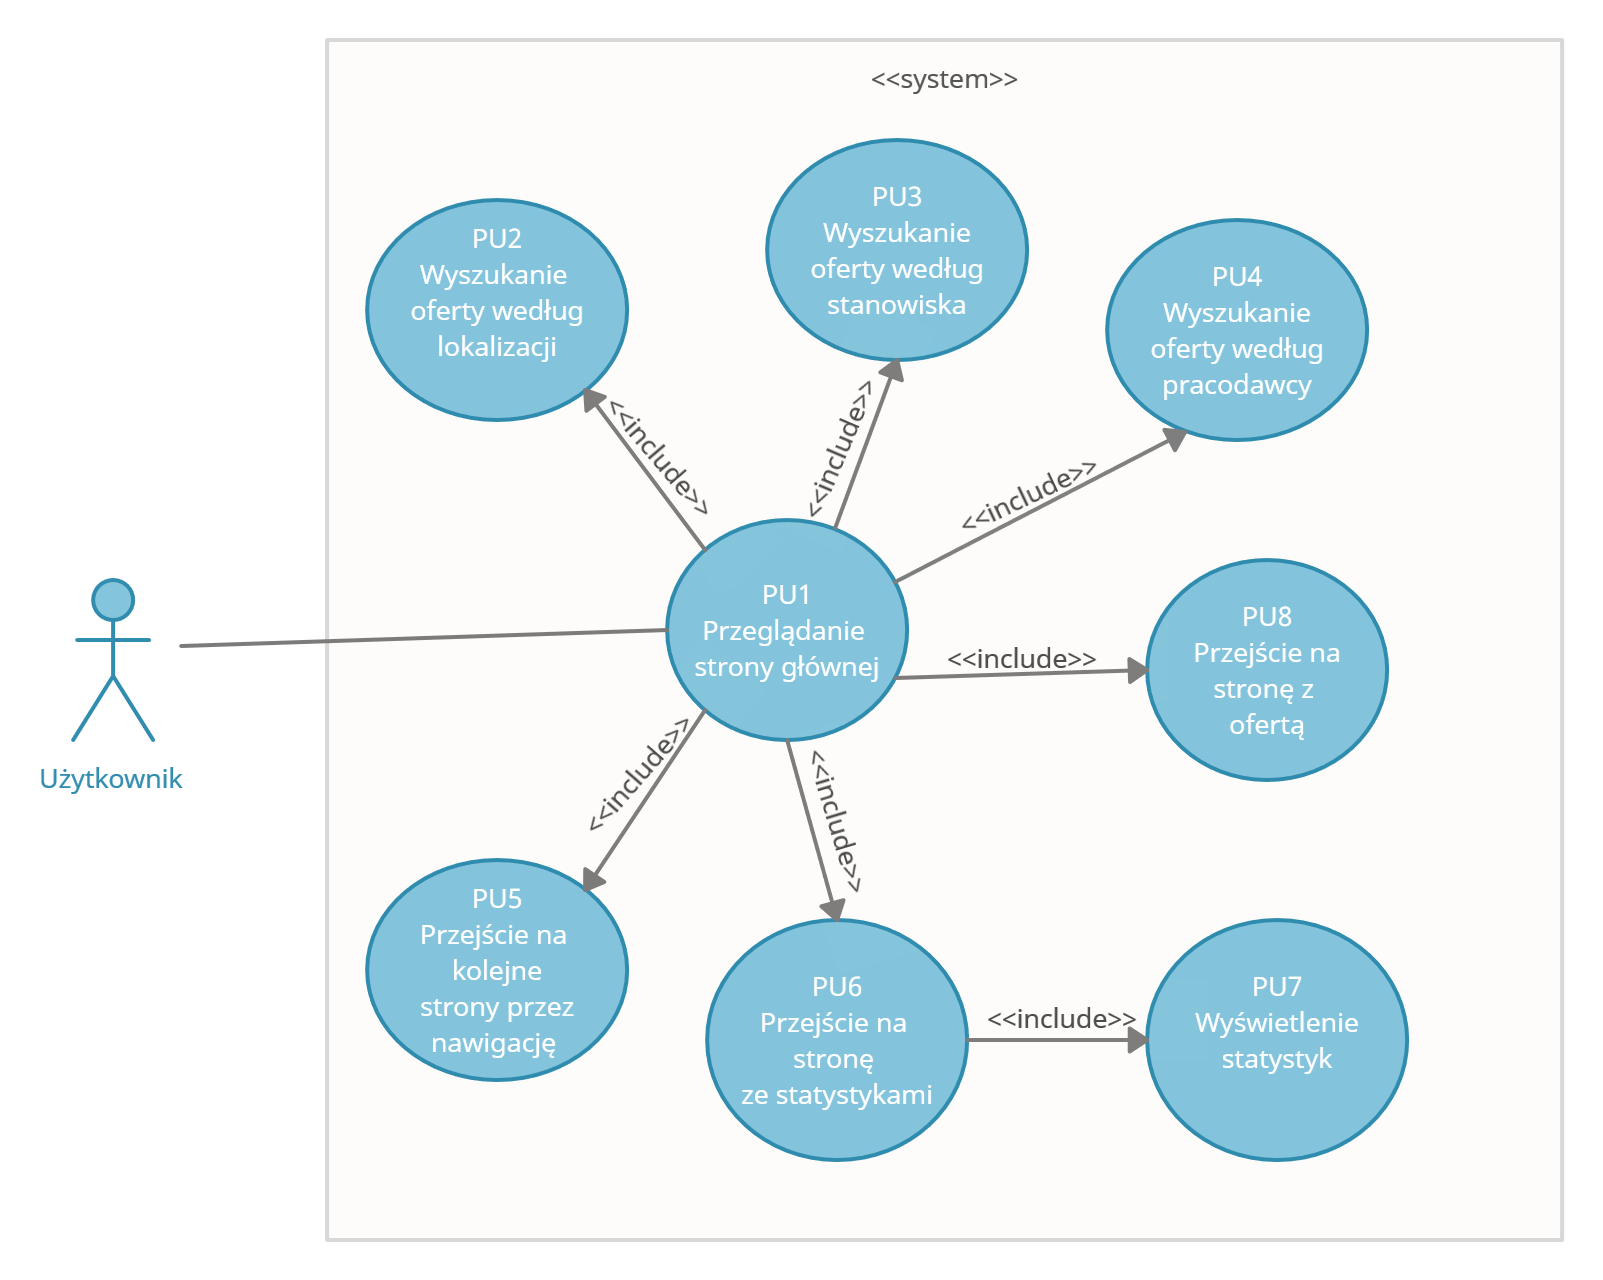 <<system>>
PU2
Wyszukanie
oferty według
lokalizacji
PU3
Wyszukanie
oferty według
stanowiska
PU4
Wyszukanie
oferty według
pracodawcy
<<include>>
<<include>>
<<include>>
PU1
Przeglądanie
strony głównej
<<include>>
PU8
Przejście na
stronę z
ofertą
Użytkownik
<<include>>
<<include>>
PU5
Przejście na
kolejne
strony przez
nawigację
PU6
Przejście na
stronę
ze statystykami
<<include>>
PU7
Wyświetlenie
statystyk